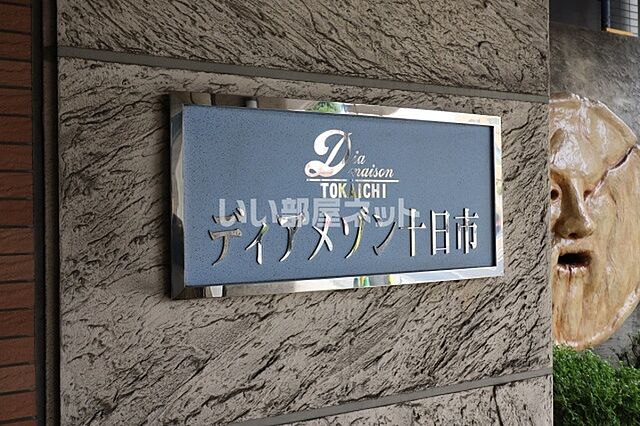 Dia
maison
TOKAICHI
いい部屋ネット
ディアメゾン十日市